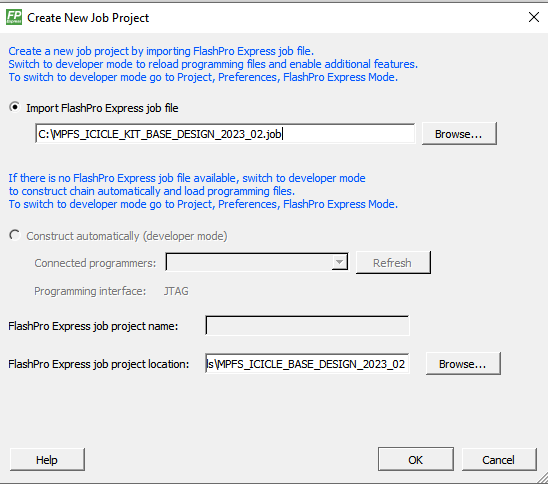 FP
Express
Create New Job Project
Create a new job project by importing FlashPro Express job file.
Switch to developer mode to reload programming files and enable additional features.
To switch to developer mode go to Project, Preferences, FlashPro Express Mode.
Import FlashPro Express job file
C:\MPFS_ICICLE_KIT_BASE_DESIGN_2023_02.job
Browse...
If there is no FlashPro Express job file available, switch to developer mode
to construct chain automatically and load programming files.
To switch to developer mode go to Project, Preferences, FlashPro Express Mode.
Construct automatically (developer mode)
Connected programmers:
Refresh
Programming interface: JTAG
FlashPro Express job project name:
FlashPro Express job project location: ls\MPFS_ICICLE_BASE_DESIGN_2023_02 Browse...
Help
OK
Cancel